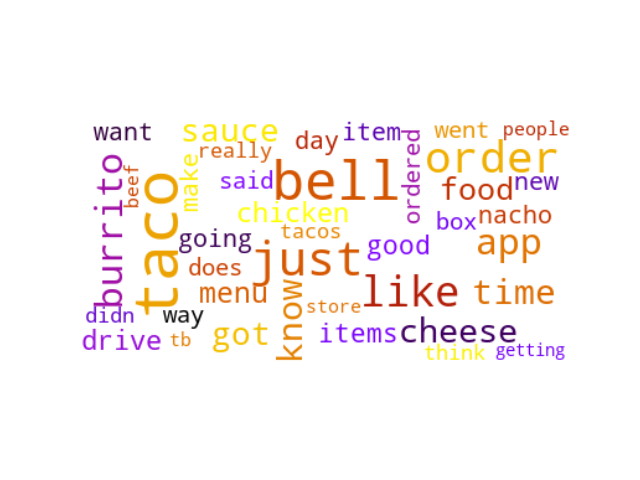 want
sauce
day
item
ordered
went
people
burrito
beef
taco
make
really
said
bell
order
food
new
chicken
box
nacho
going
tacos
just
good
app
does
menu
know
store
like
time
didn
way
drive
tb
got
items
cheese
think
getting